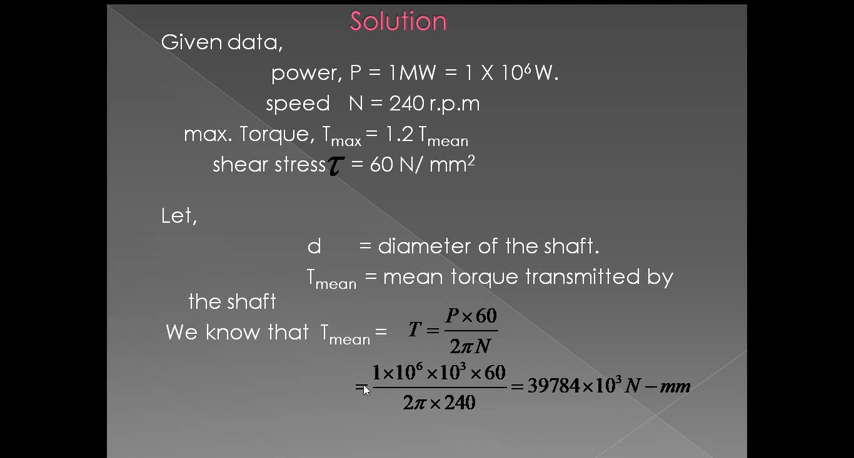 Solution
Given data,
power, P = 1MW = 1 X 10⁶ W.
speed N = 240 r.p.m
max. Torque, Tmax = 1.2 Tmean
shear stress τ = 60 N/ mm²
Let,
d = diameter of the shaft.
Tmean = mean torque transmitted by
the shaft
We know that Tmean = T = P×60 / 2πN
= 1×10⁶×10³×60 / 2π×240 = 39784×10³ N−mm